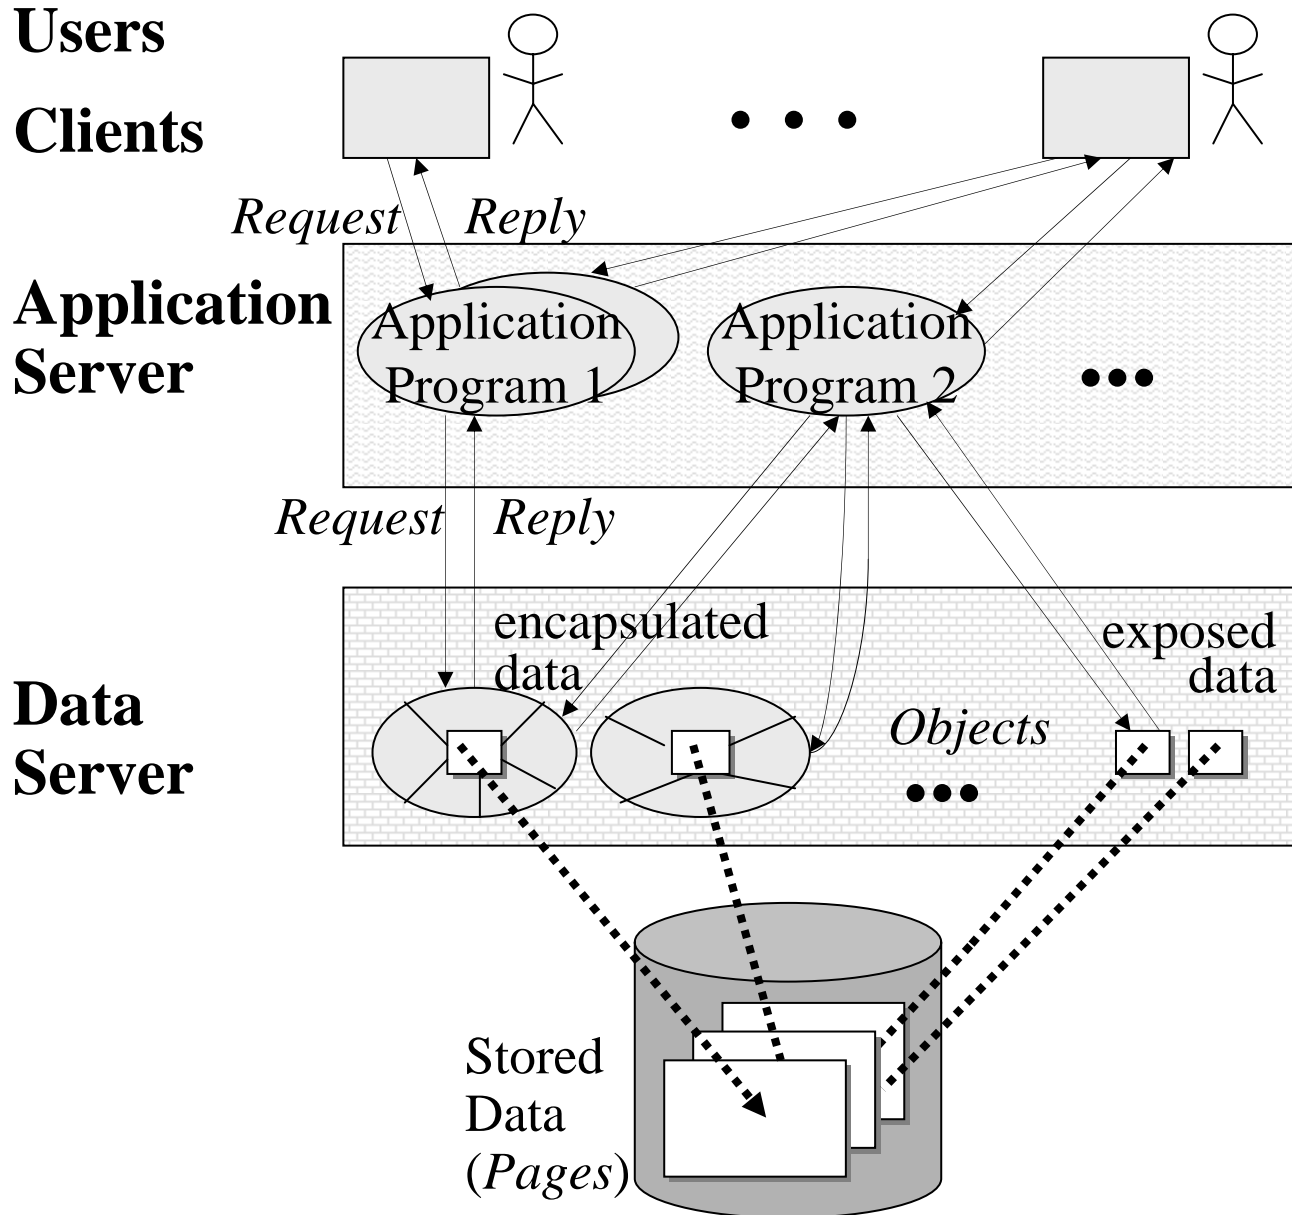 Users
Clients
Request Reply
Application
Server
Application
Program 1
Application
Program 2
Request Reply
encapsulated
data
exposed
data
Data
Server
Objects
Stored
Data
(Pages)